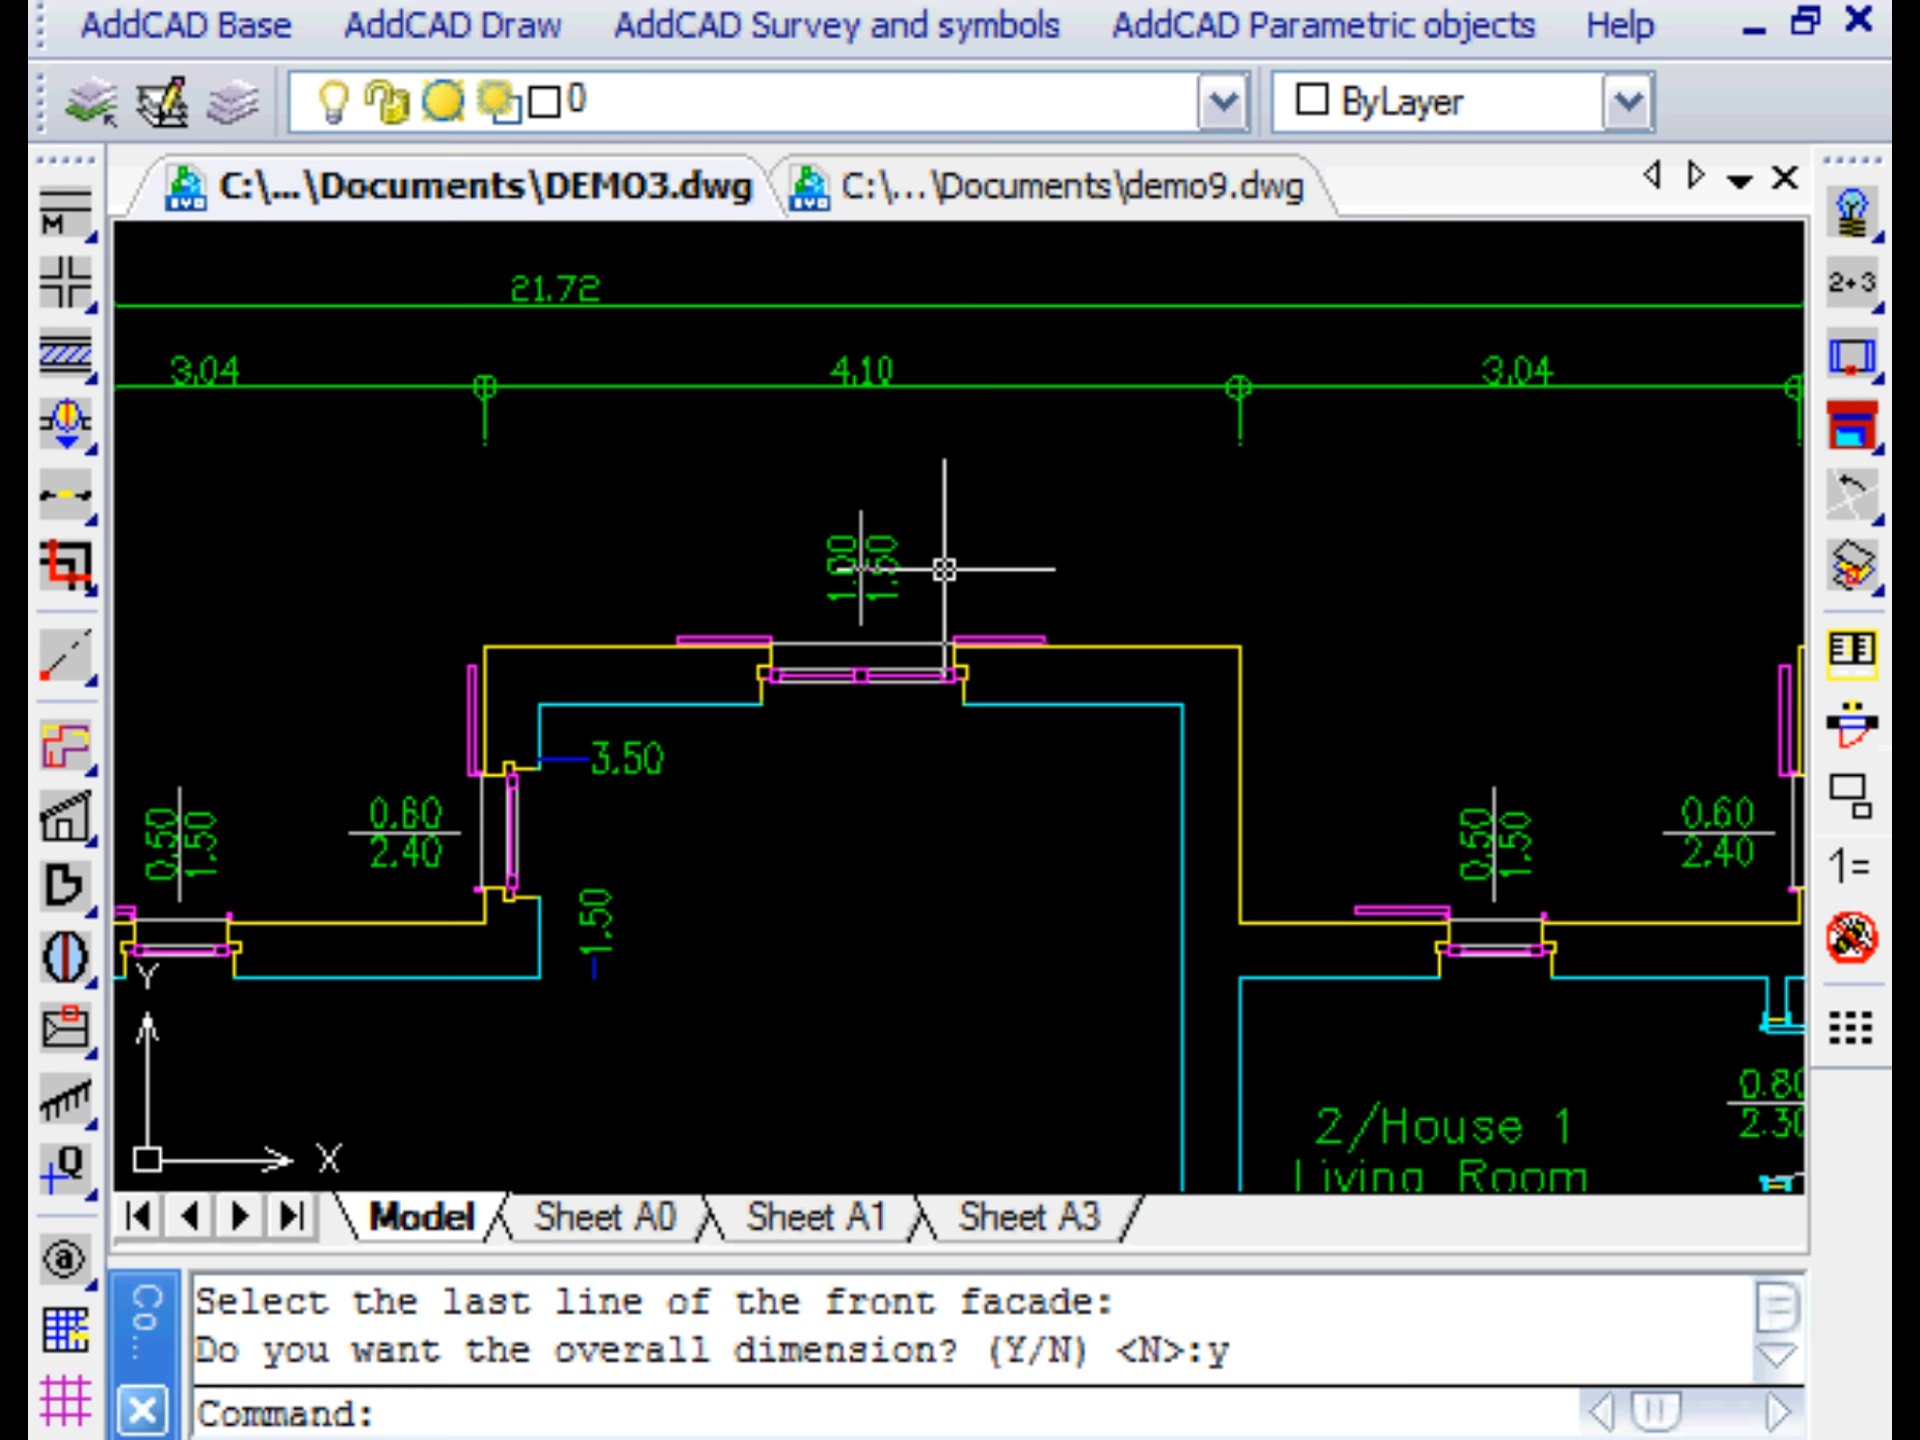 AddCAD Base AddCAD Draw AddCAD Survey and symbols AddCAD Parametric objects Help
0 ByLayer
C:\...\Documents\DEMO3.dwg C:\...\Documents\demo9.dwg
M
2+3
21.72
3.04 4.10 3.04
1.50
3.50
0.50
1.50
0.60
2.40
1.50
0.50
1.50
0.60
2.40
1=
Y
X
2/House 1
Living Room
Q
Model Sheet A0 Sheet A1 Sheet A3
a
Co...
Select the last line of the front facade:
Do you want the overall dimension? (Y/N) <N>:y
Command: